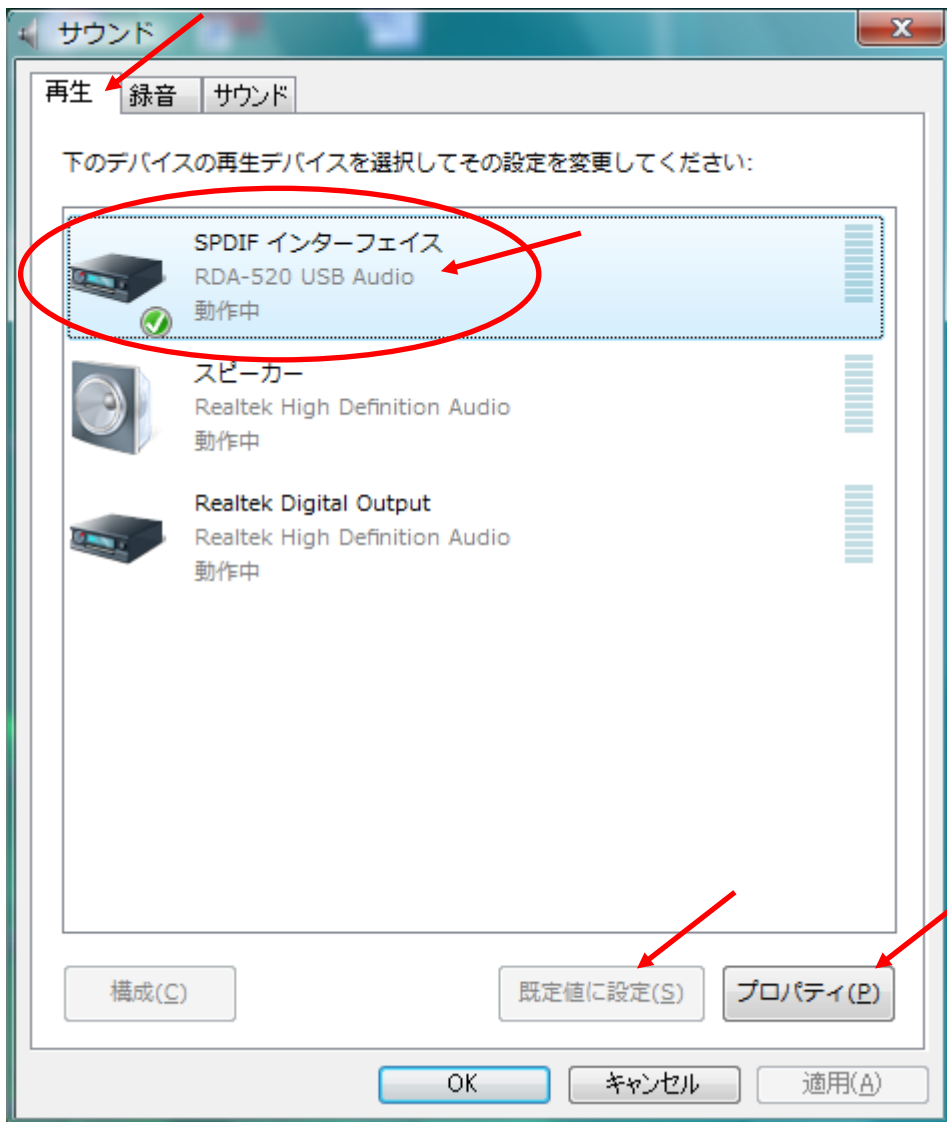 サウンド
再生 録音 サウンド
下のデバイスの再生デバイスを選択してその設定を変更してください:
SPDIF インターフェイス
RDA-520 USB Audio
動作中
スピーカー
Realtek High Definition Audio
動作中
Realtek Digital Output
Realtek High Definition Audio
動作中
構成(C) 既定値に設定(S) プロパティ(P)
OK キャンセル 適用(A)